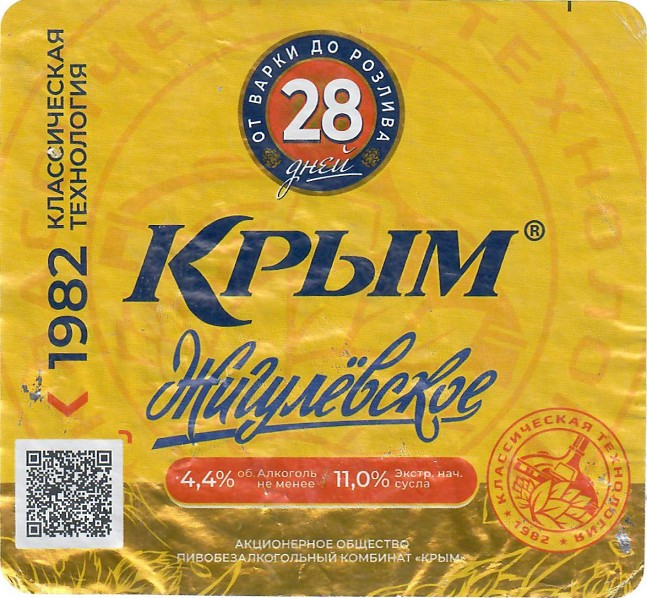 ОТ ВАРКИ ДО РОЗЛИВА
28
дней
1982 КЛАССИЧЕСКАЯ
ТЕХНОЛОГИЯ
КРЫМ®
Жигулёвское
4,4% об. Алкоголь
не менее
11,0% Экстр. нач.
сусла
КЛАССИЧЕСКАЯ ТЕХНОЛОГИЯ
1982
АКЦИОНЕРНОЕ ОБЩЕСТВО
ПИВОБЕЗАЛКОГОЛЬНЫЙ КОМБИНАТ «КРЫМ»